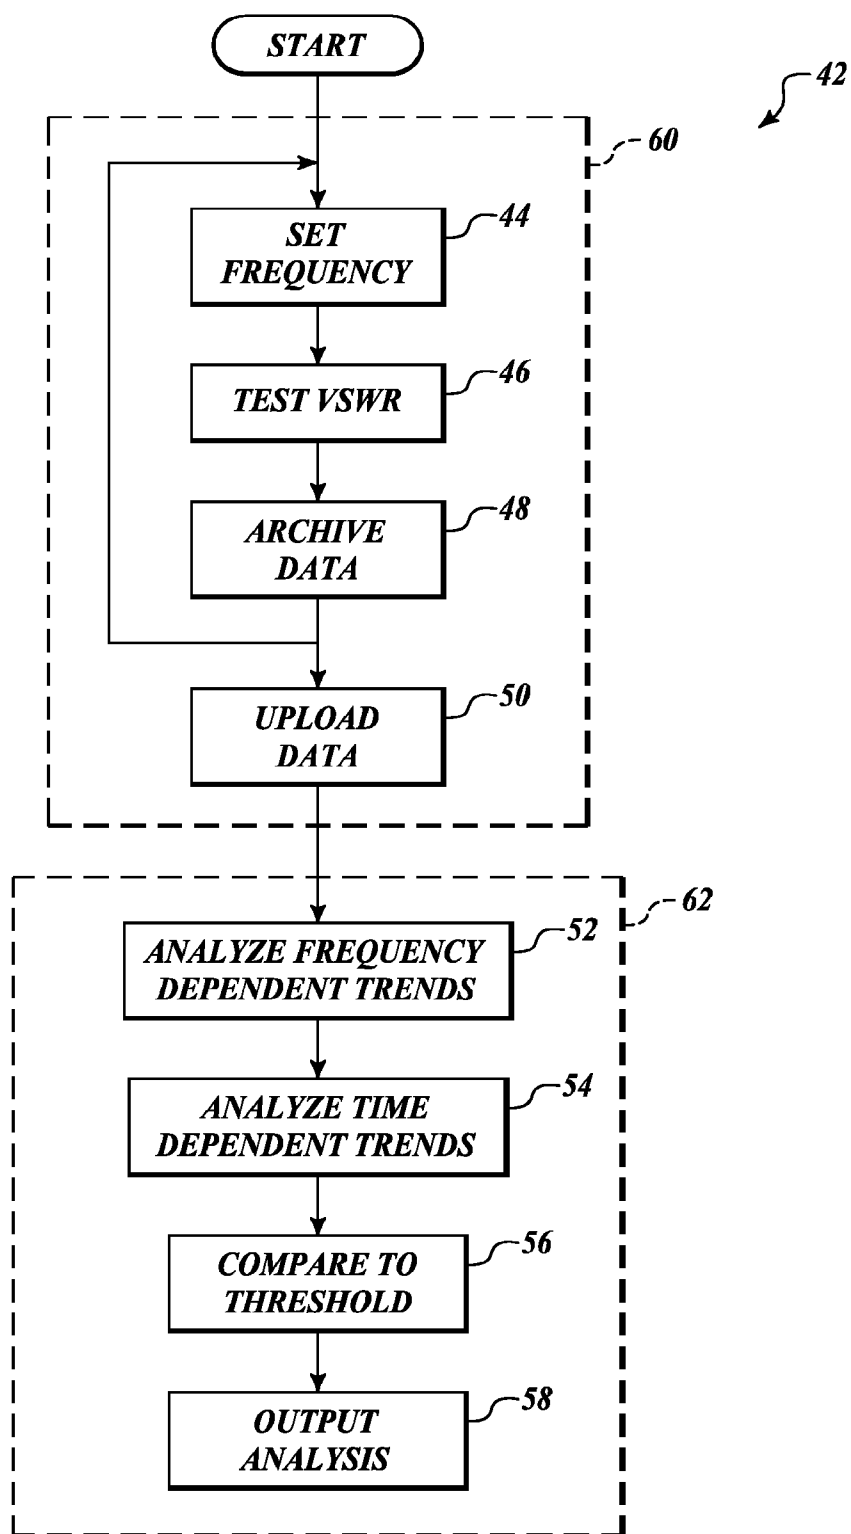 START
42
60
44
SET
FREQUENCY
46
TEST VSWR
48
ARCHIVE
DATA
50
UPLOAD
DATA
62
52
ANALYZE FREQUENCY
DEPENDENT TRENDS
54
ANALYZE TIME
DEPENDENT TRENDS
56
COMPARE TO
THRESHOLD
58
OUTPUT
ANALYSIS